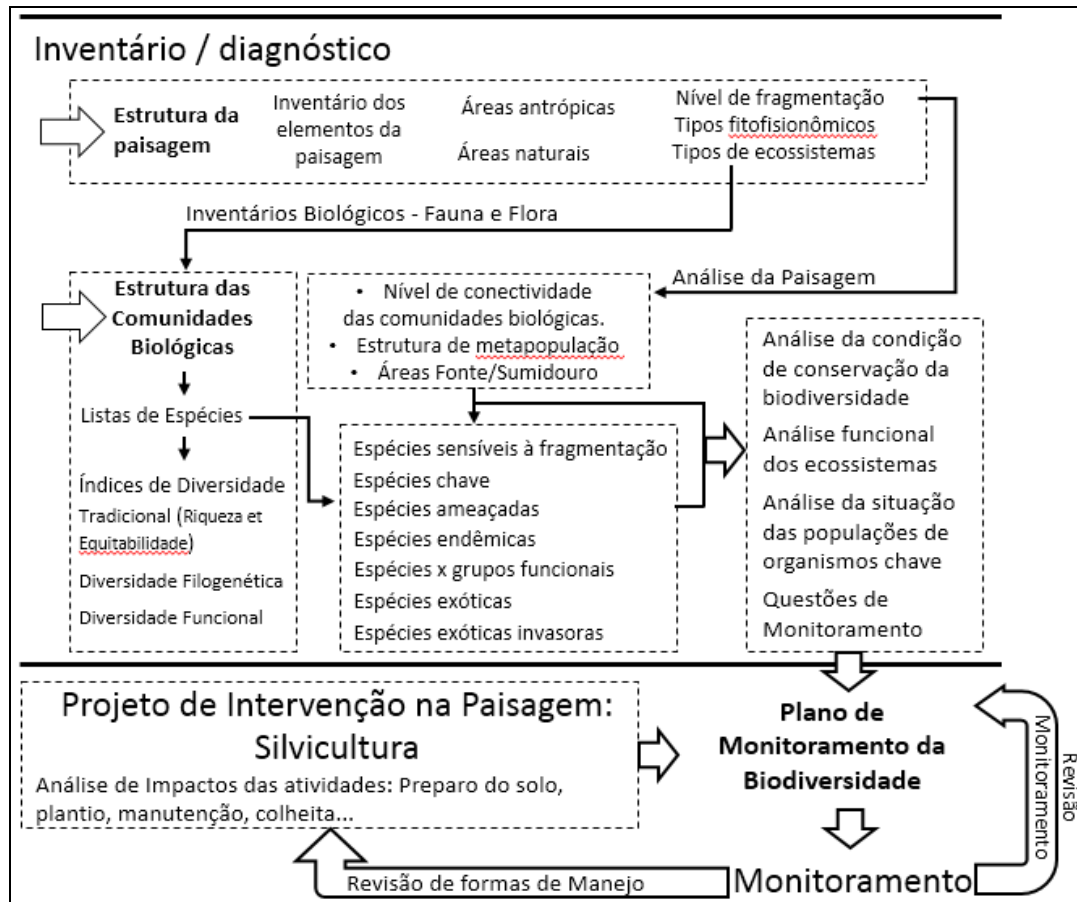 Inventário / diagnóstico
Estrutura da
paisagem
Inventário dos
elementos da
paisagem
Áreas antrópicas
Áreas naturais
Nível de fragmentação
Tipos fitofisionômicos
Tipos de ecossistemas
Inventários Biológicos - Fauna e Flora
Análise da Paisagem
Estrutura das
Comunidades
Biológicas
Listas de Espécies
Índices de Diversidade
Tradicional (Riqueza et
Equitabilidade)
Diversidade Filogenética
Diversidade Funcional
• Nível de conectividade
das comunidades biológicas.
• Estrutura de metapopulação
• Áreas Fonte/Sumidouro
Espécies sensíveis à fragmentação
Espécies chave
Espécies ameaçadas
Espécies endêmicas
Espécies x grupos funcionais
Espécies exóticas
Espécies exóticas invasoras
Análise da condição
de conservação da
biodiversidade
Análise funcional
dos ecossistemas
Análise da situação
das populações de
organismos chave
Questões de
Monitoramento
Projeto de Intervenção na Paisagem:
Silvicultura
Análise de Impactos das atividades: Preparo do solo,
plantio, manutenção, colheita...
Plano de
Monitoramento da
Biodiversidade
Revisão
Monitoramento
Monitoramento
Revisão de formas de Manejo